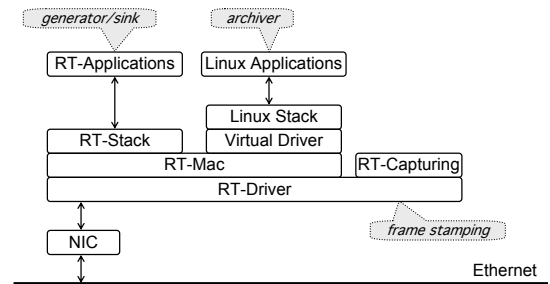 generator/sink
archiver
RT-Applications
Linux Applications
Linux Stack
RT-Stack
Virtual Driver
RT-Mac
RT-Capturing
RT-Driver
frame stamping
NIC
Ethernet